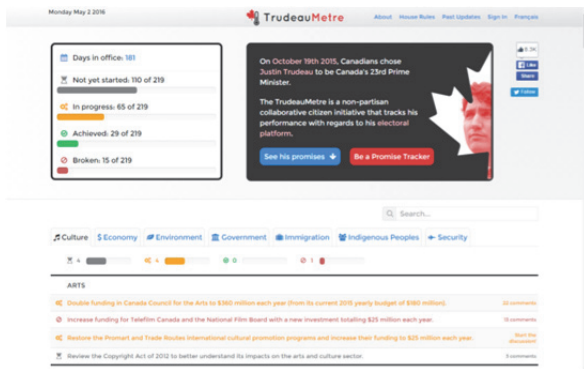 Monday May 2 2016
TrudeauMetre
About House Rules Past Updates Sign In Français
Days in office: 181
Not yet started: 110 of 219
In progress: 65 of 219
Achieved: 29 of 219
Broken: 15 of 219
On October 19th 2015, Canadians chose
Justin Trudeau to be Canada's 23rd Prime
Minister.
The TrudeauMetre is a non-partisan
collaborative citizen initiative that tracks his
performance with regards to his electoral
platform.
See his promises
Be a Promise Tracker
Like
Share
Follow
Search...
Culture $ Economy Environment Government Immigration Indigenous Peoples Security
4 4 0 1
ARTS
Double funding in Canada Council for the Arts to $360 million each year (from its current 2015 yearly budget of $180 million).
Increase funding for Telefilm Canada and the National Film Board with a new investment totalling $25 million each year.
Restore the Promart and Trade Routes International cultural promotion programs and increase their funding to $25 million each year.
Start the
discussion!
Review the Copyright Act of 2012 to better understand its impacts on the arts and culture sector.
3 comments